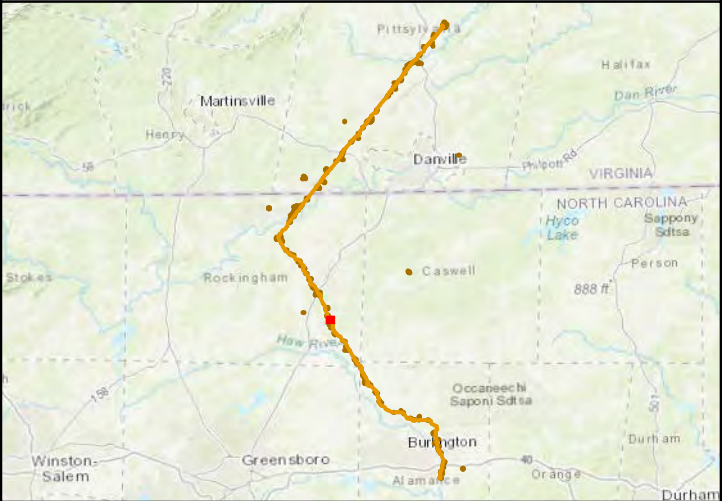 Pittsylvania
Halifax
220
Martinsville
Dan River
Henry
58
Danville
Philpott Rd
VIRGINIA
NORTH CAROLINA
Hyco
Lake
Sappony
Sdtsa
Stokes
Rockingham
Caswell
Person
888 ft
Haw River
158
Occaneechi
Saponi Sdtsa
501
Burlington
Durham
Winston-
Salem
Greensboro
40
Alamance
Orange
Durham